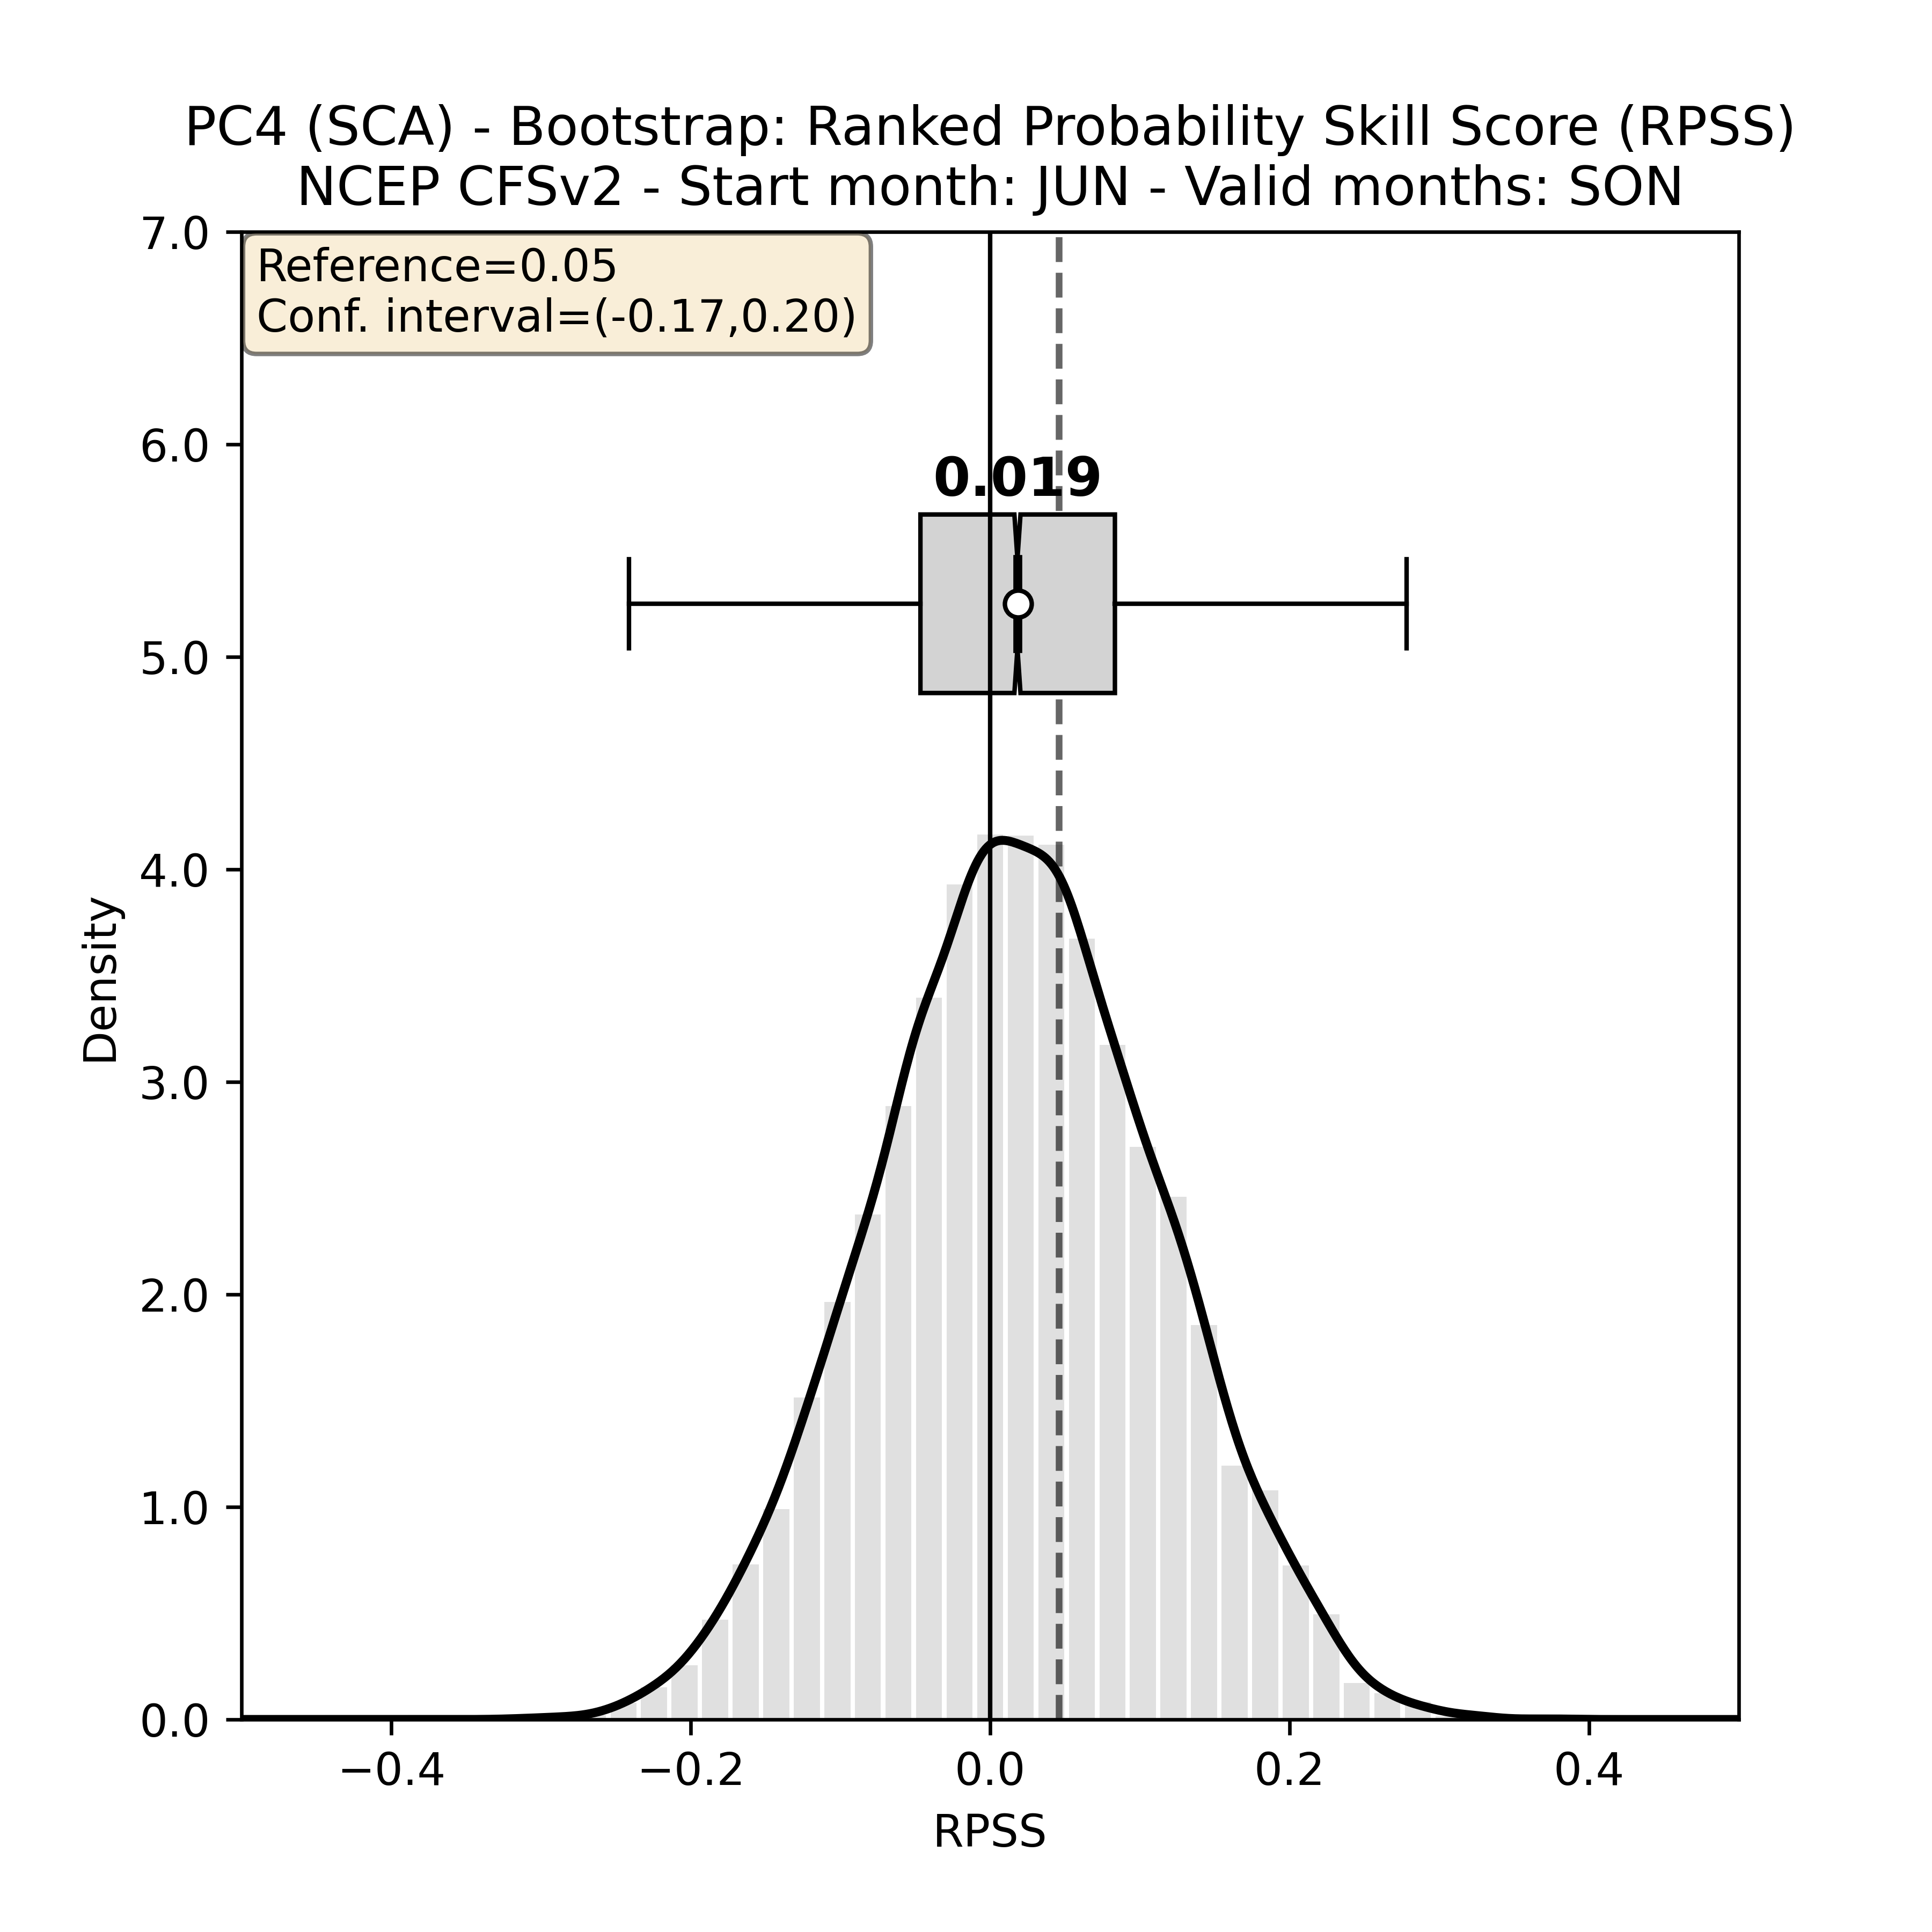 PC4 (SCA) - Bootstrap: Ranked Probability Skill Score (RPSS)
NCEP CFSv2 - Start month: JUN - Valid months: SON
7.0
Reference=0.05
Conf. interval=(-0.17,0.20)
6.0
0.019
5.0
4.0
Density
3.0
2.0
1.0
0.0
−0.4 −0.2 0.0 0.2 0.4
RPSS